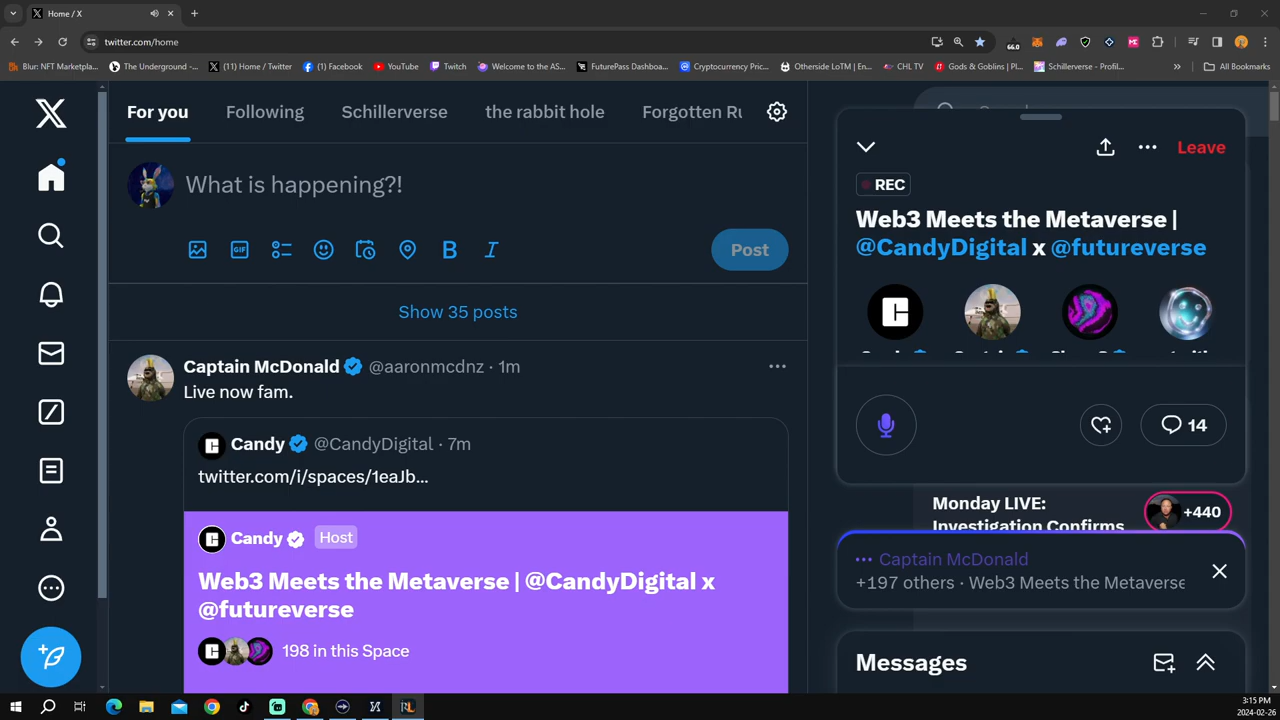 Home / X
twitter.com/home
Blur: NFT Marketpla...
The Underground -...
(11) Home / Twitter
(3) Facebook
YouTube
Twitch
Welcome to the AS...
FuturePass Dashboa...
Cryptocurrency Pric...
Otherside LoTM | En...
CHL TV
Gods & Goblins | Pl...
Schillerverse - Profil...
All Bookmarks
66.0
For you
Following
Schillerverse
the rabbit hole
Forgotten Ru
What is happening?!
GIF
B I
Post
Show 35 posts
Captain McDonald @aaronmcdnz · 1m
Live now fam.
Candy @CandyDigital · 7m
twitter.com/i/spaces/1eaJb...
Candy Host
Web3 Meets the Metaverse | @CandyDigital x
@futureverse
198 in this Space
Leave
REC
Web3 Meets the Metaverse |
@CandyDigital x @futureverse
14
Monday LIVE:
Investigation Confirms
+440
Captain McDonald
+197 others · Web3 Meets the Metaverse
Messages
3:15 PM
2024-02-26